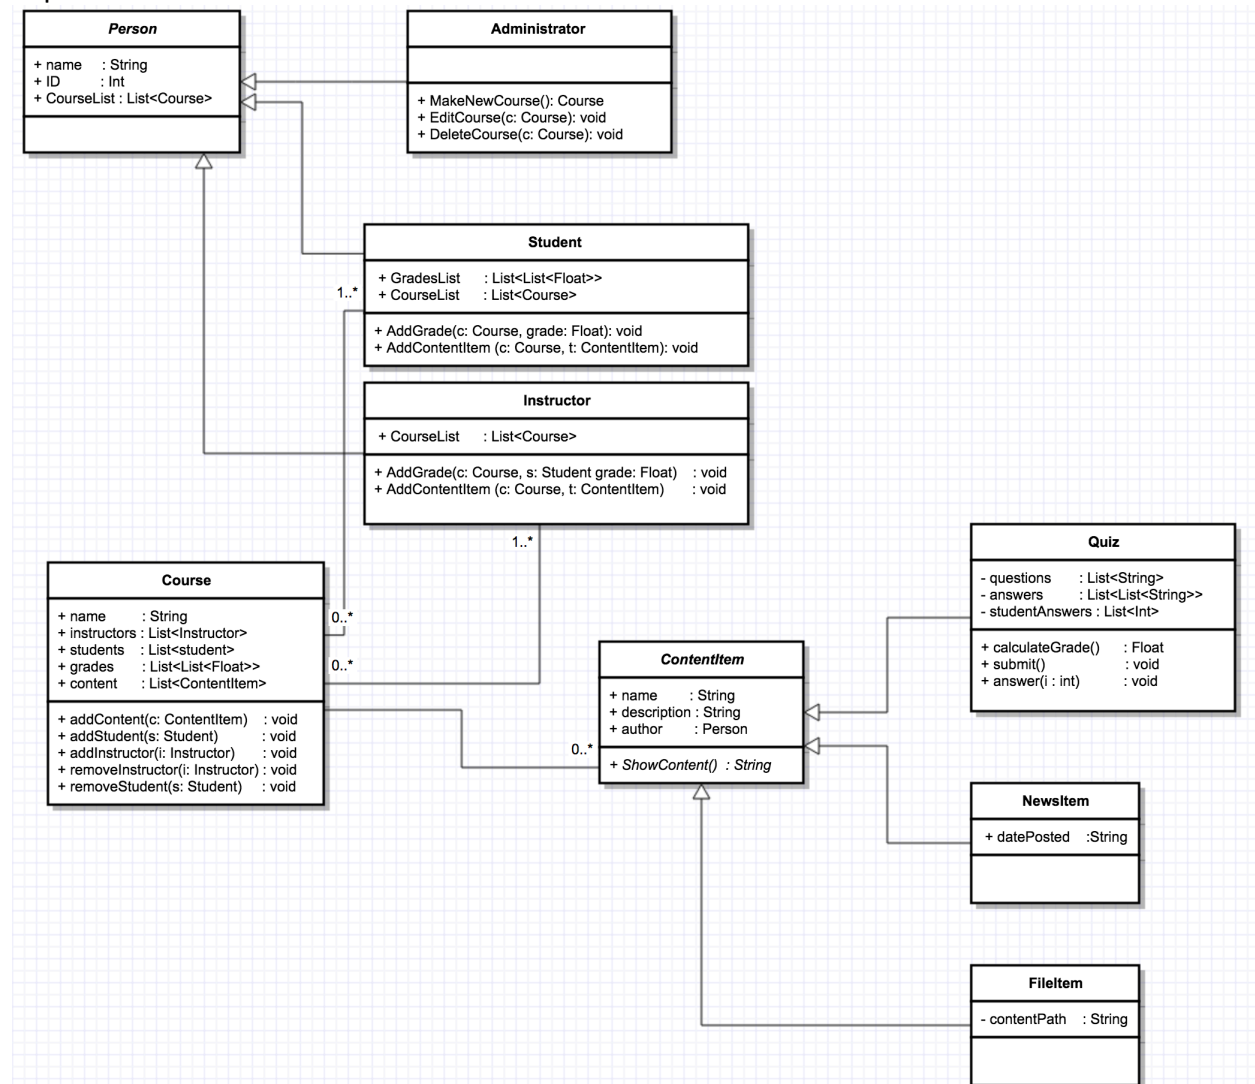 Person
+ name : String
+ ID : Int
+ CourseList : List<Course>
Administrator
+ MakeNewCourse(): Course
+ EditCourse(c: Course): void
+ DeleteCourse(c: Course): void
Student
+ GradesList : List<List<Float>>
+ CourseList : List<Course>
+ AddGrade(c: Course, grade: Float): void
+ AddContentItem (c: Course, t: ContentItem): void
1..*
Instructor
+ CourseList : List<Course>
+ AddGrade(c: Course, s: Student grade: Float) : void
+ AddContentItem (c: Course, t: ContentItem) : void
1..*
Course
+ name : String
+ instructors : List<Instructor>
+ students : List<student>
+ grades : List<List<Float>>
+ content : List<ContentItem>
+ addContent(c: ContentItem) : void
+ addStudent(s: Student) : void
+ addInstructor(i: Instructor) : void
+ removeInstructor(i: Instructor) : void
+ removeStudent(s: Student) : void
0..*
0..*
ContentItem
+ name : String
+ description : String
+ author : Person
+ ShowContent() : String
0..*
Quiz
- questions : List<String>
- answers : List<List<String>>
- studentAnswers : List<Int>
+ calculateGrade() : Float
+ submit() : void
+ answer(i : int) : void
NewsItem
+ datePosted :String
FileItem
- contentPath : String